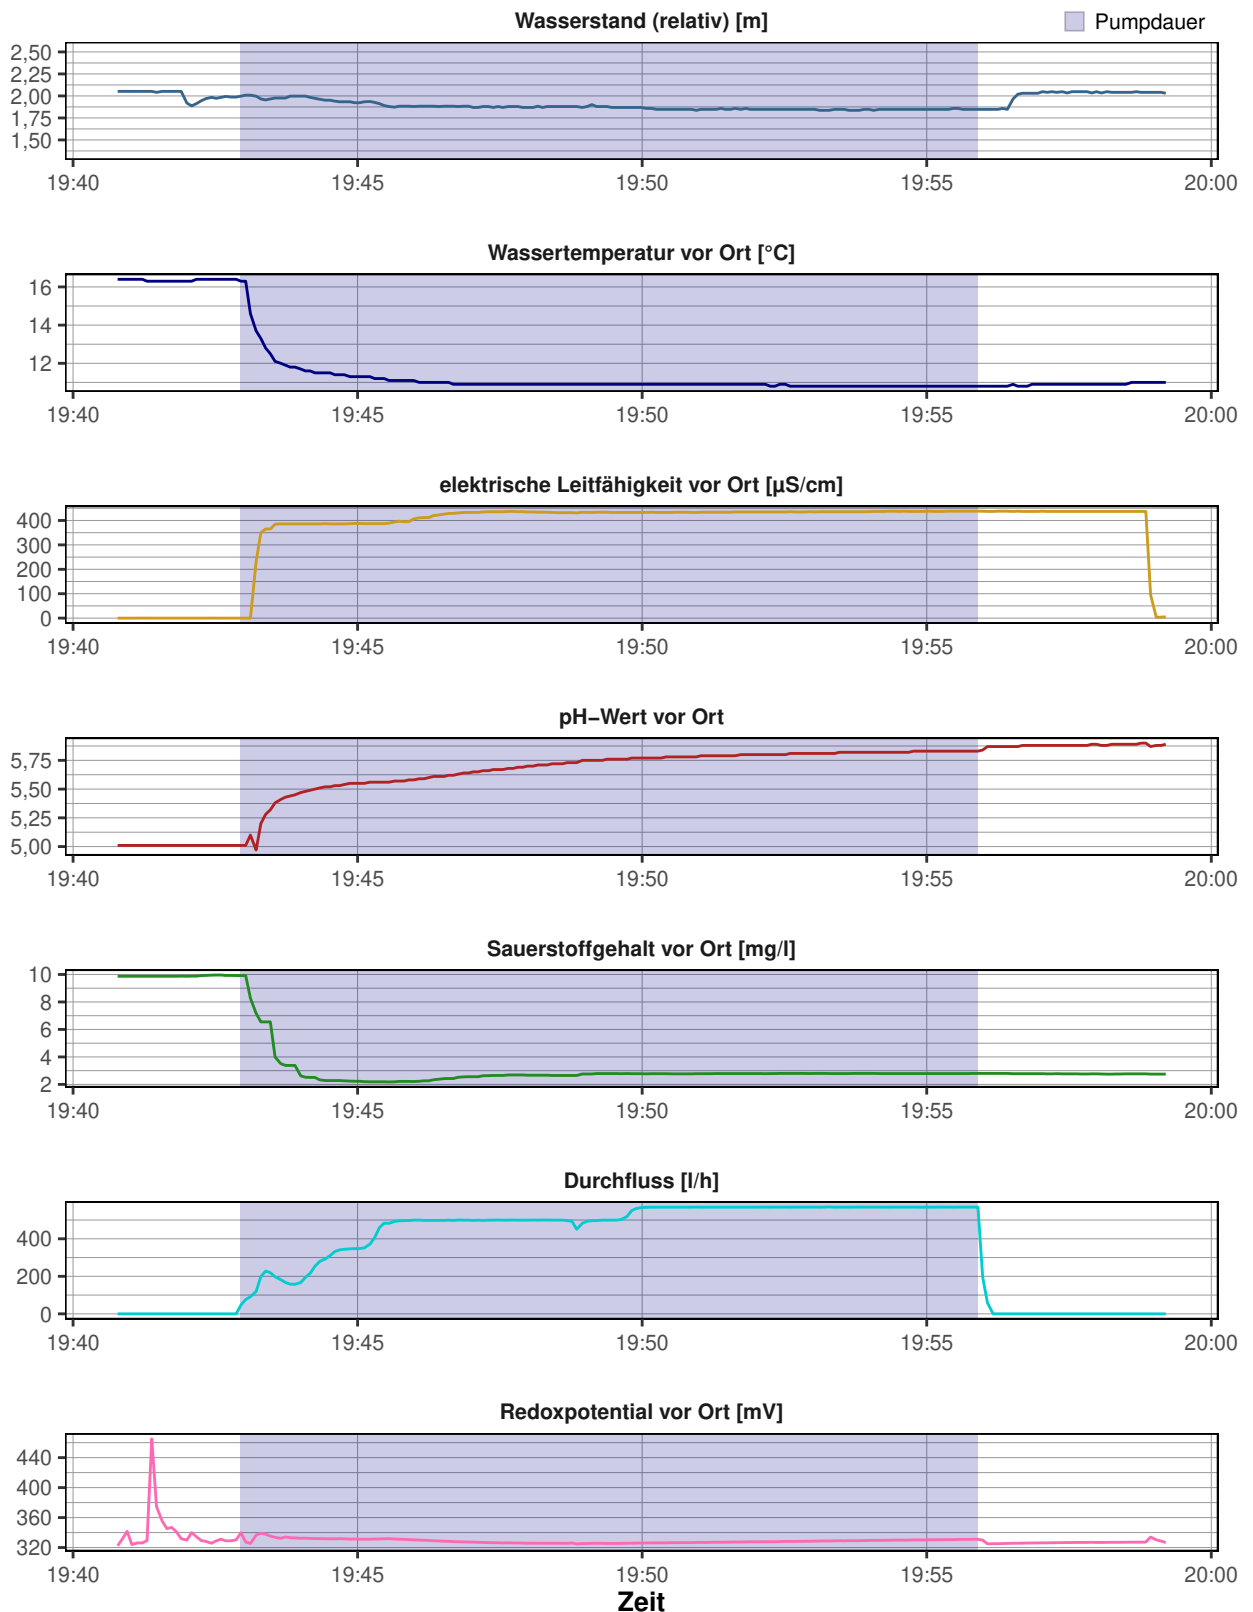 Wasserstand (relativ) [m]
Pumpdauer
2,50
2,25
2,00
1,75
1,50
19:40 19:45 19:50 19:55 20:00
Wassertemperatur vor Ort [°C]
16
14
12
19:40 19:45 19:50 19:55 20:00
elektrische Leitfähigkeit vor Ort [µS/cm]
400
300
200
100
0
19:40 19:45 19:50 19:55 20:00
pH−Wert vor Ort
5,75
5,50
5,25
5,00
19:40 19:45 19:50 19:55 20:00
Sauerstoffgehalt vor Ort [mg/l]
10
8
6
4
2
19:40 19:45 19:50 19:55 20:00
Durchfluss [l/h]
400
200
0
19:40 19:45 19:50 19:55 20:00
Redoxpotential vor Ort [mV]
440
400
360
320
19:40 19:45 19:50 19:55 20:00
Zeit